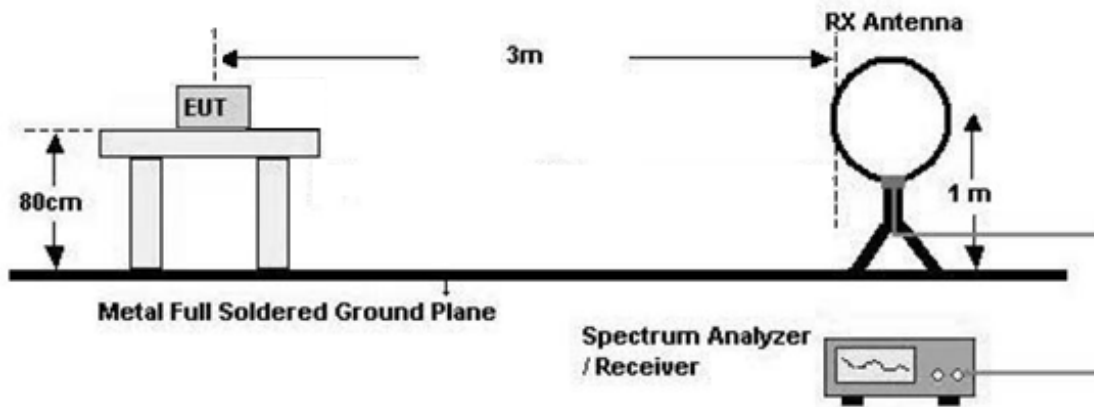 RX Antenna
3m
EUT
80cm
1 m
Metal Full Soldered Ground Plane
Spectrum Analyzer
/ Receiver